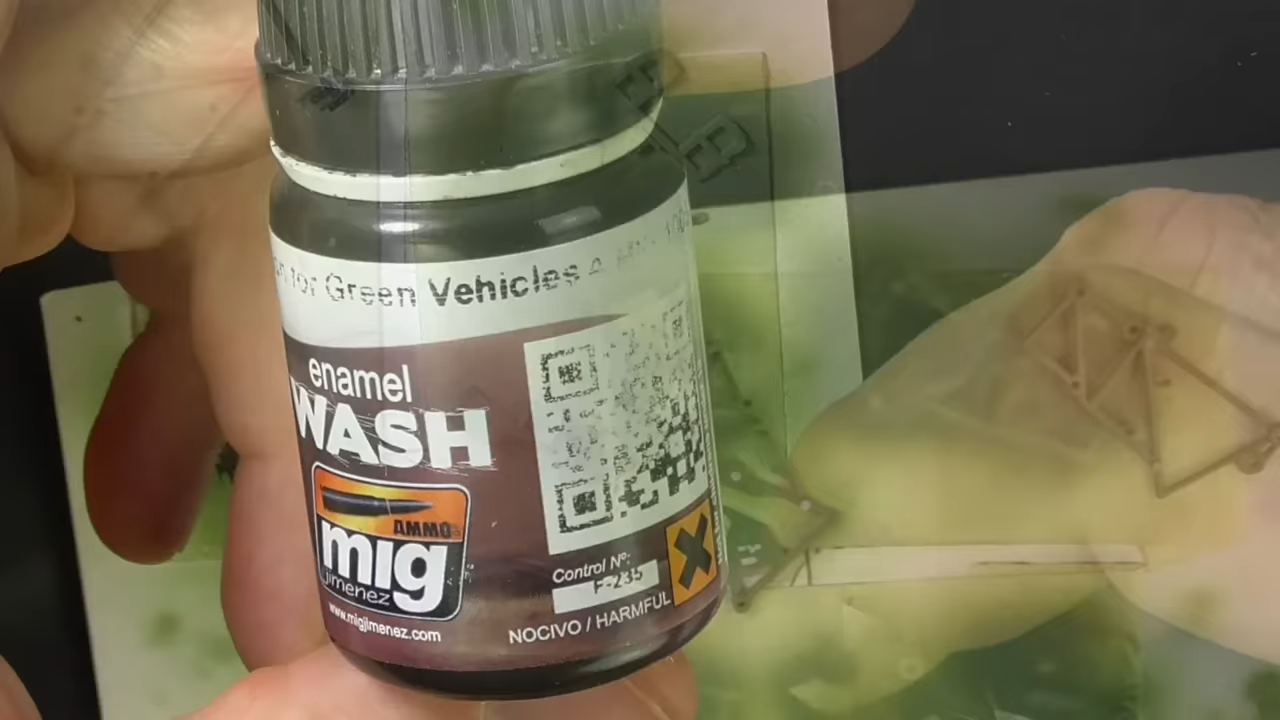 for Green Vehicles
enamel
WASH
AMMO
mig
jimenez
www.migjimenez.com
Control Nº:
F-235
NOCIVO / HARMFUL